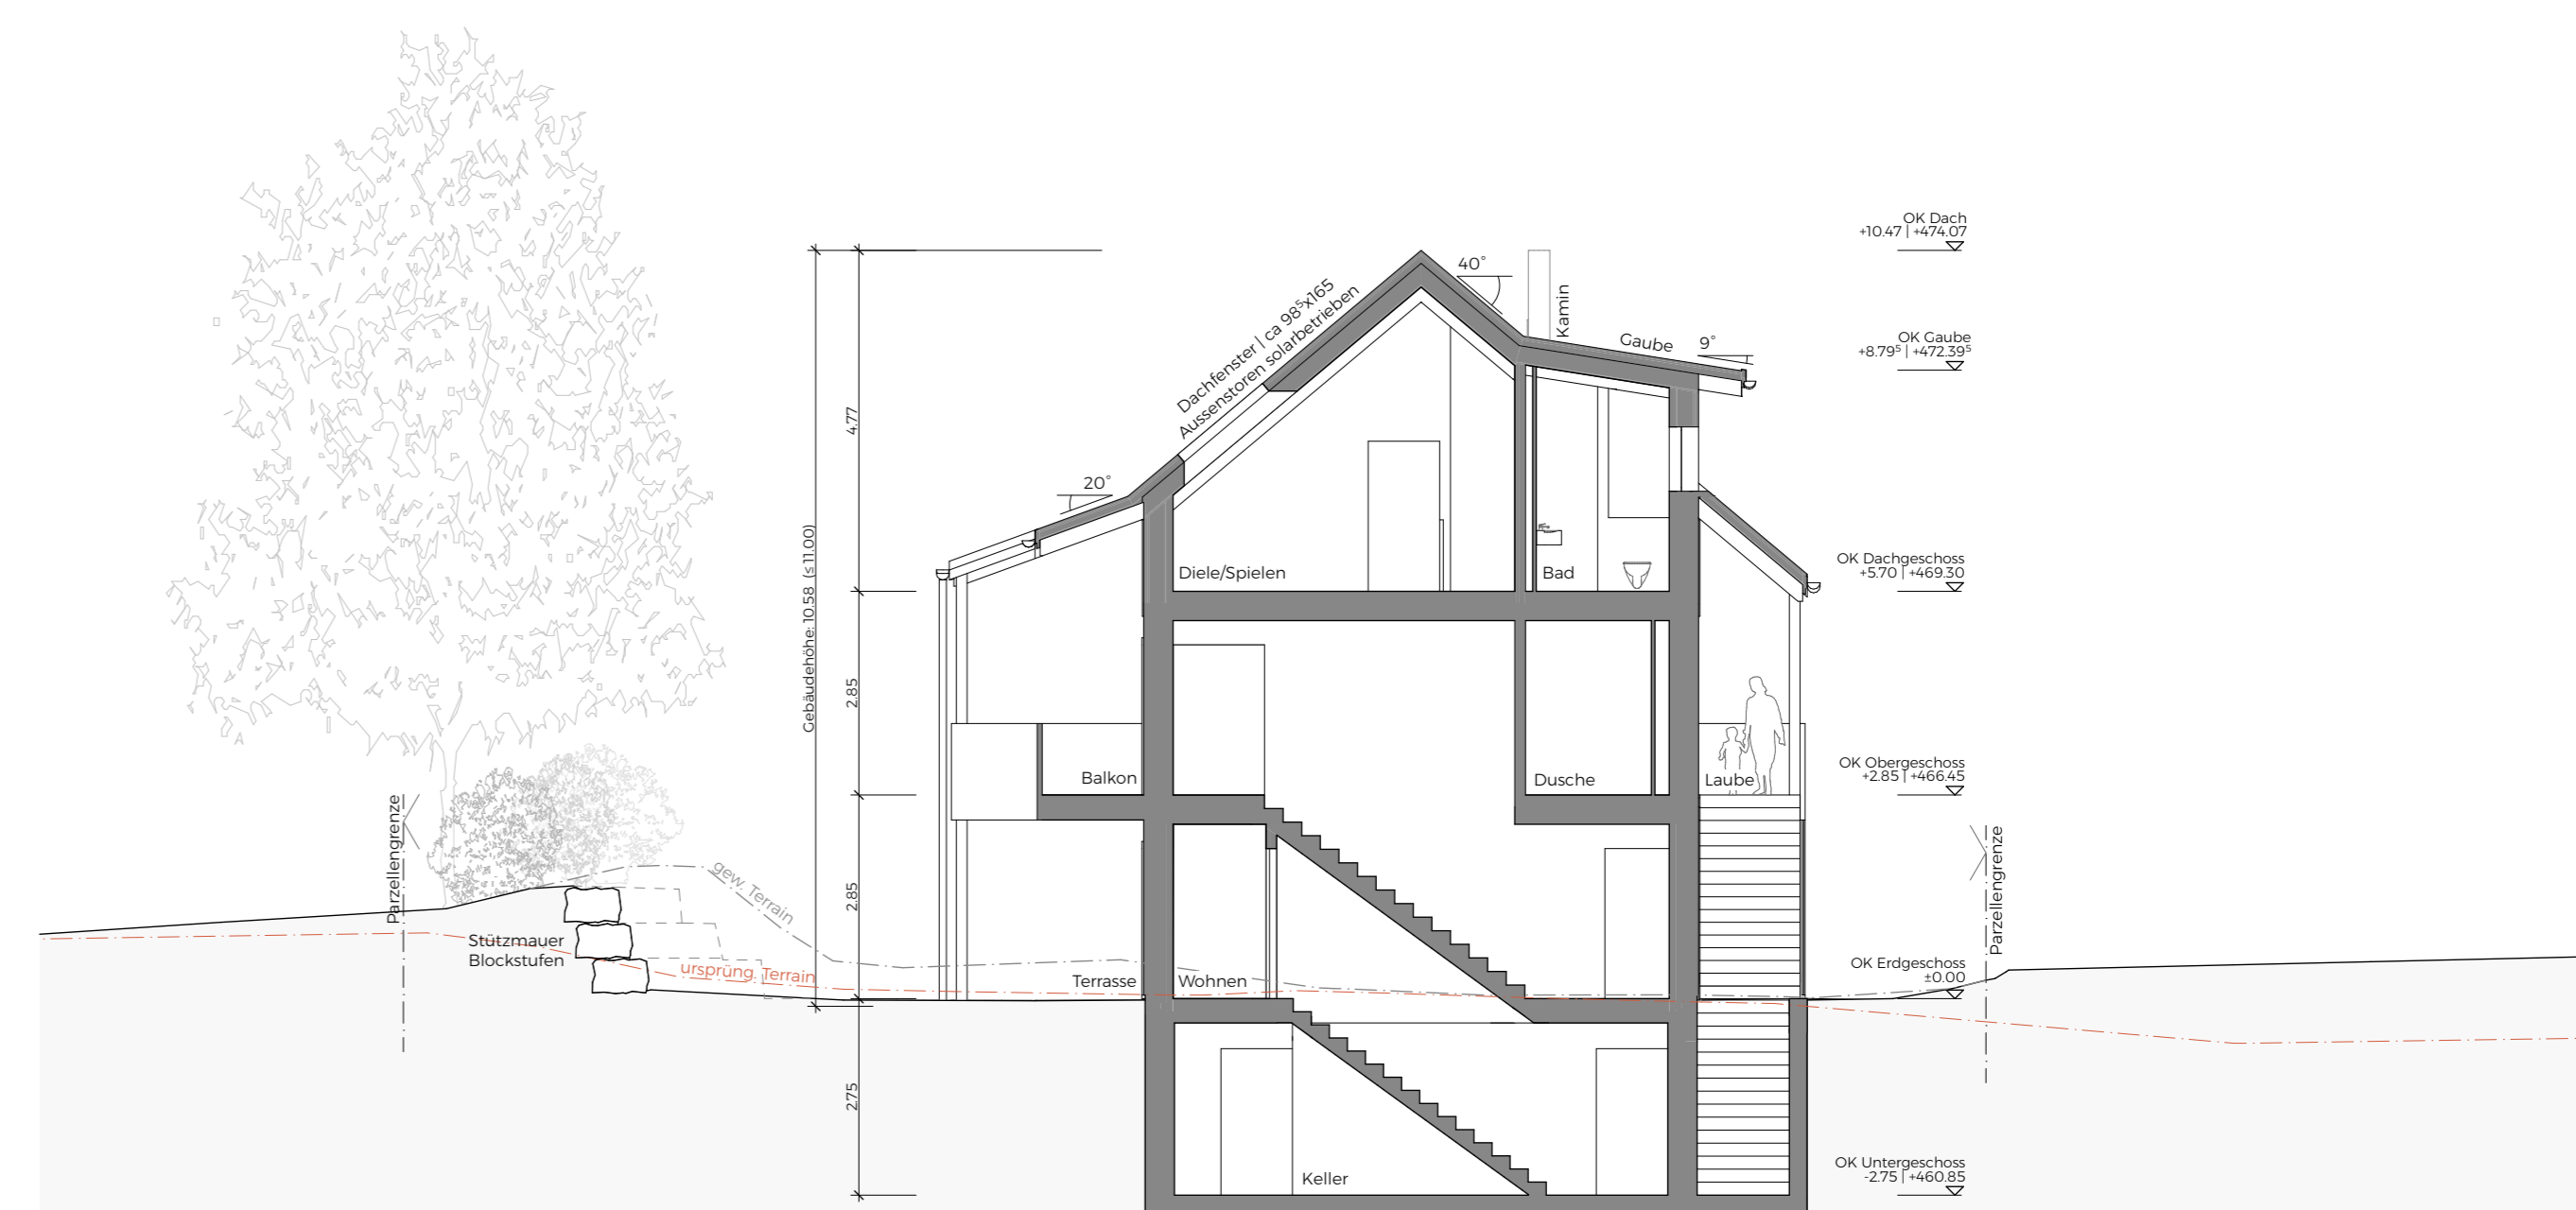 OK Dach
+10.47 | +474.07
40°
Kamin
Dachfenster | ca 98⁵x165
Aussenstoren solarbetrieben
Gaube
9°
OK Gaube
+8.79⁵ | +472.39⁵
4.77
20°
Gebäudehöhe: 10.58 (≤ 11.00)
Diele/Spielen
Bad
OK Dachgeschoss
+5.70 | +469.30
2.85
Balkon
Dusche
Laube
OK Obergeschoss
+2.85 | +466.45
Parzellengrenze
gew. Terrain
2.85
Parzellengrenze
Stützmauer
Blockstufen
ursprüng. Terrain
Terrasse
Wohnen
OK Erdgeschoss
±0.00
2.75
Keller
OK Untergeschoss
-2.75 | +460.85